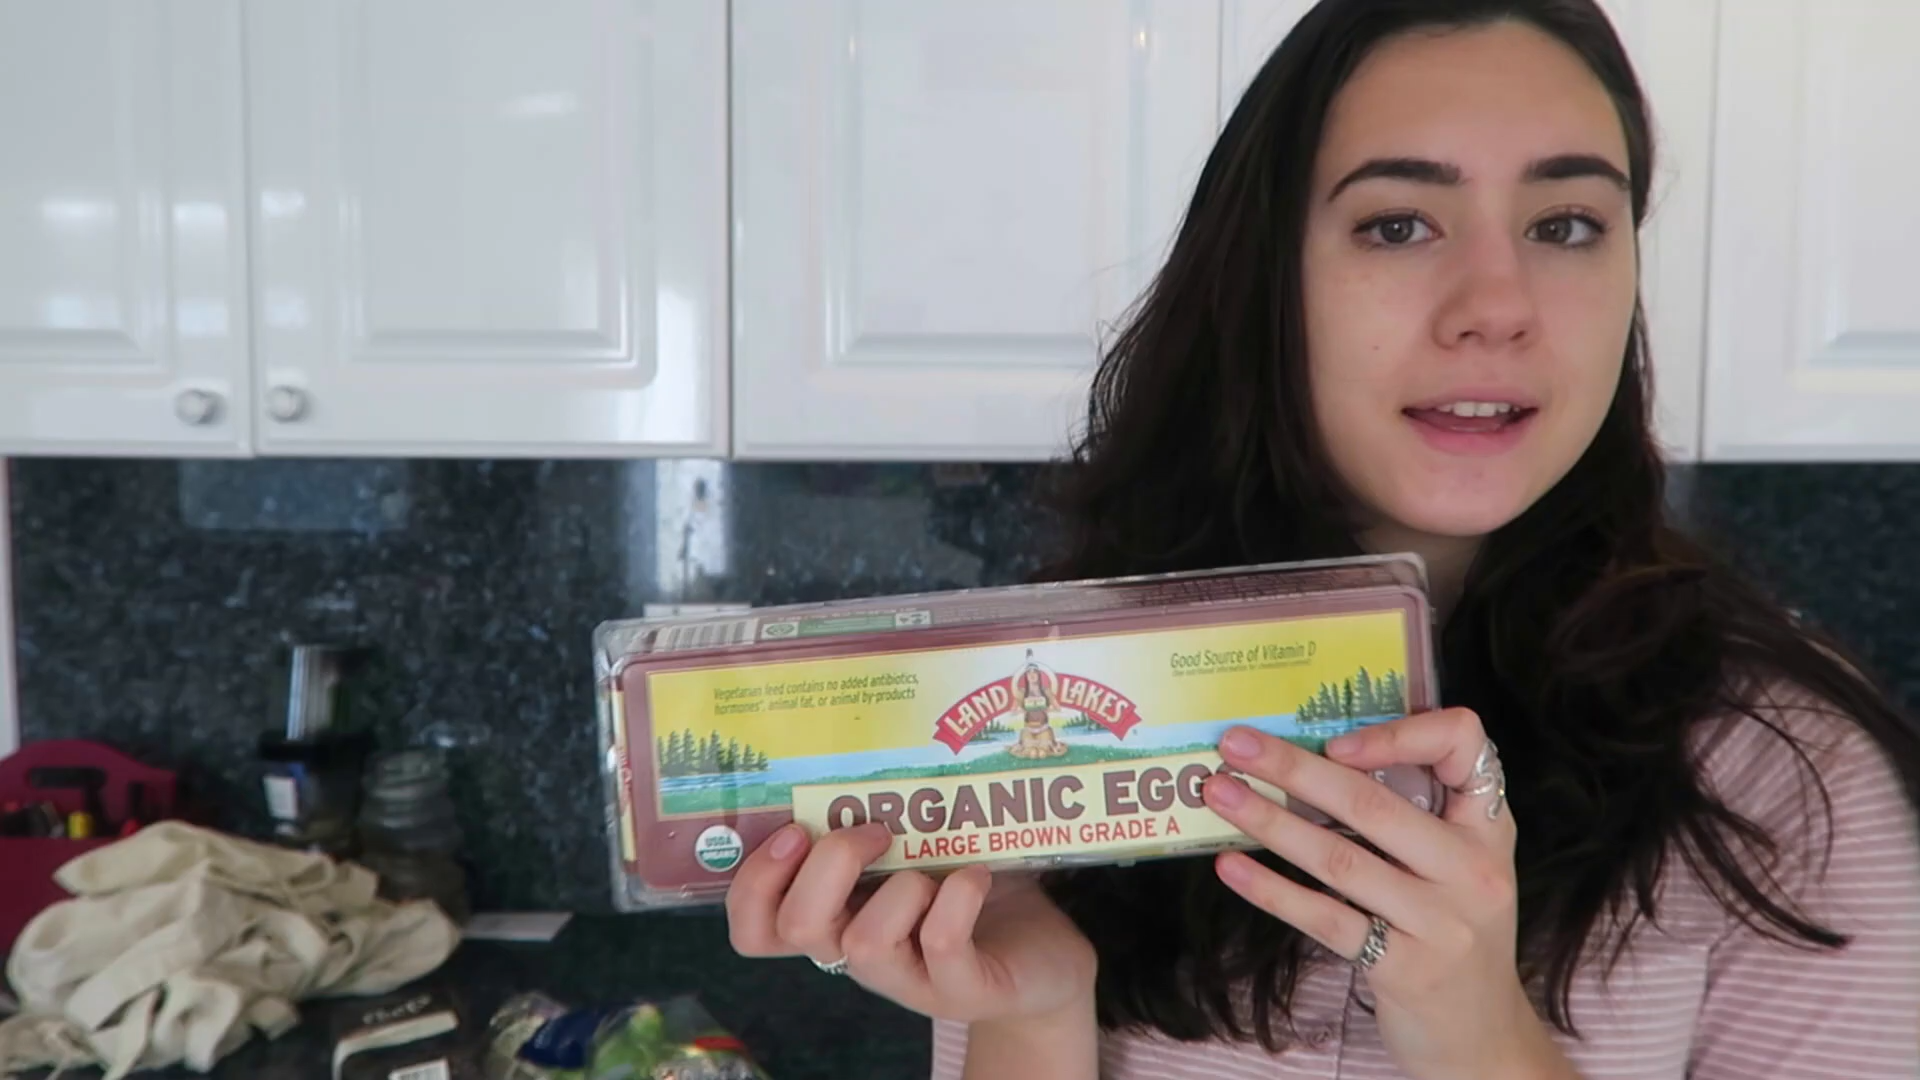 Vegetarian feed contains no added antibiotics,
hormones*, animal fat, or animal by-products
Good Source of Vitamin D
LAND O LAKES
ORGANIC EGGS
LARGE BROWN GRADE A
USDA
ORGANIC